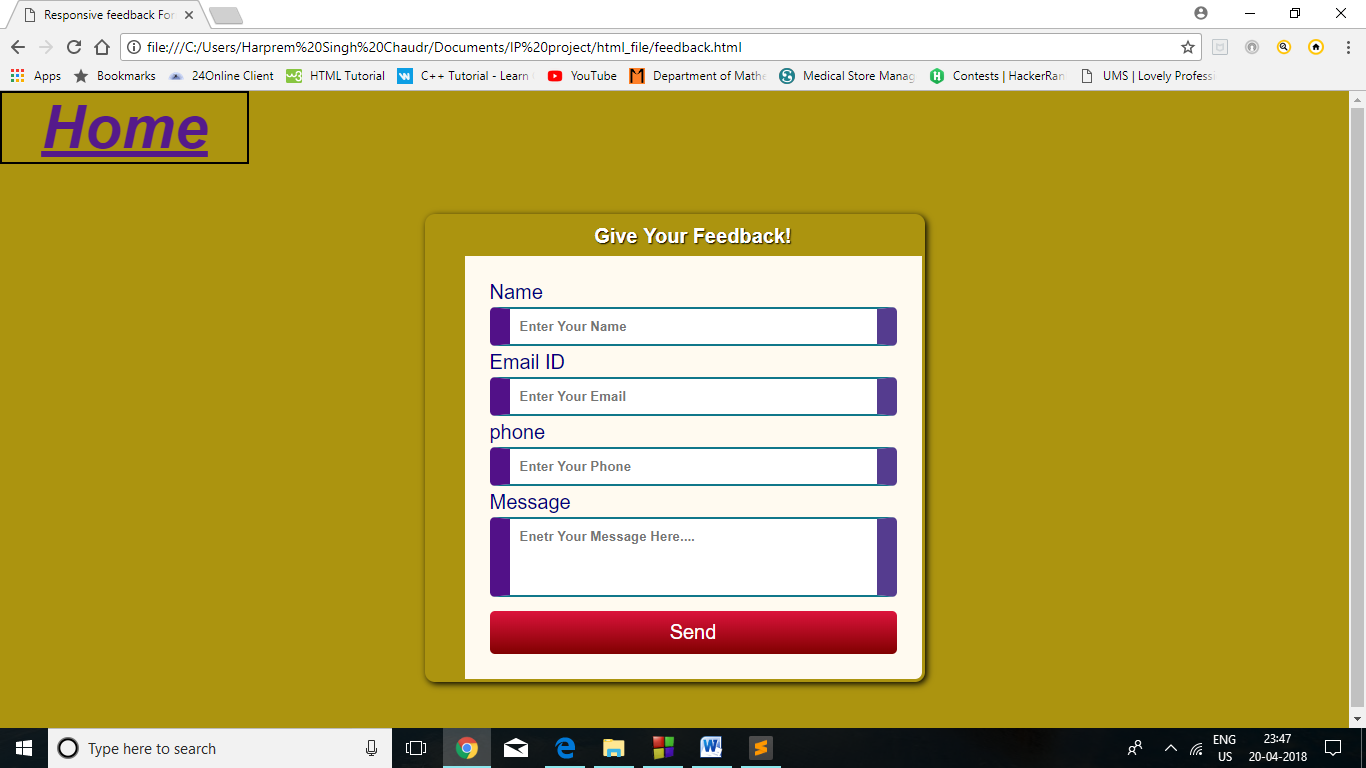 Responsive feedback For
file:///C:/Users/Harprem%20Singh%20Chaudr/Documents/IP%20project/html_file/feedback.html
Apps Bookmarks 24Online Client HTML Tutorial C++ Tutorial - Learn YouTube Department of Mathe Medical Store Manag Contests | HackerRan UMS | Lovely Profess
Home
Give Your Feedback!
Name
Enter Your Name
Email ID
Enter Your Email
phone
Enter Your Phone
Message
Enetr Your Message Here....
Send
Type here to search
ENG 23:47
US 20-04-2018